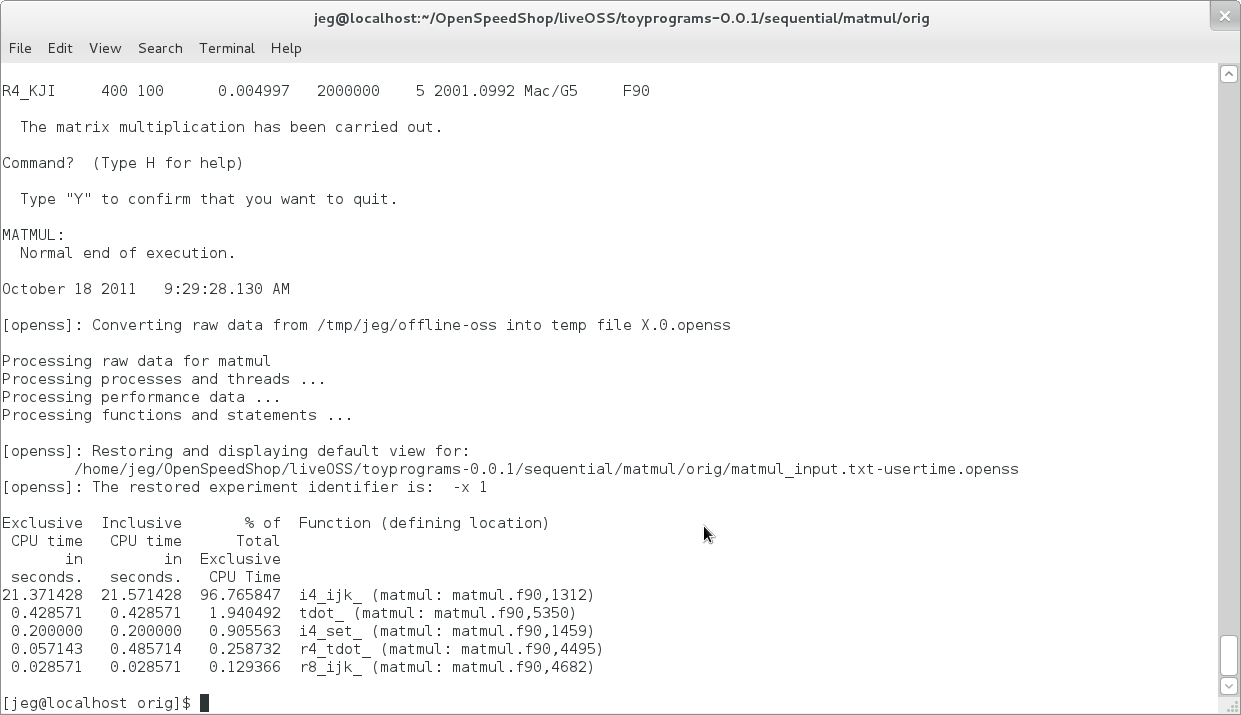 jeg@localhost:~/OpenSpeedShop/liveOSS/toyprograms-0.0.1/sequential/matmul/orig
File Edit View Search Terminal Help
R4_KJI     400 100      0.004997   2000000    5 2001.0992 Mac/G5     F90
  The matrix multiplication has been carried out.
Command?  (Type H for help)
  Type "Y" to confirm that you want to quit.
MATMUL:
  Normal end of execution.
October 18 2011   9:29:28.130 AM
[openss]: Converting raw data from /tmp/jeg/offline-oss into temp file X.0.openss
Processing raw data for matmul
Processing processes and threads ...
Processing performance data ...
Processing functions and statements ...
[openss]: Restoring and displaying default view for:
        /home/jeg/OpenSpeedShop/liveOSS/toyprograms-0.0.1/sequential/matmul/orig/matmul_input.txt-usertime.openss
[openss]: The restored experiment identifier is:  -x 1
Exclusive  Inclusive       % of  Function (defining location)
 CPU time   CPU time      Total
       in         in  Exclusive
 seconds.   seconds.   CPU Time
21.371428  21.571428  96.765847  i4_ijk_ (matmul: matmul.f90,1312)
 0.428571   0.428571   1.940492  tdot_ (matmul: matmul.f90,5350)
 0.200000   0.200000   0.905563  i4_set_ (matmul: matmul.f90,1459)
 0.057143   0.485714   0.258732  r4_tdot_ (matmul: matmul.f90,4495)
 0.028571   0.028571   0.129366  r8_ijk_ (matmul: matmul.f90,4682)
[jeg@localhost orig]$